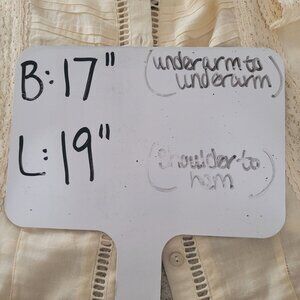 B: 17" (underarm to
underarm)
L: 19" (shoulder to
hem)